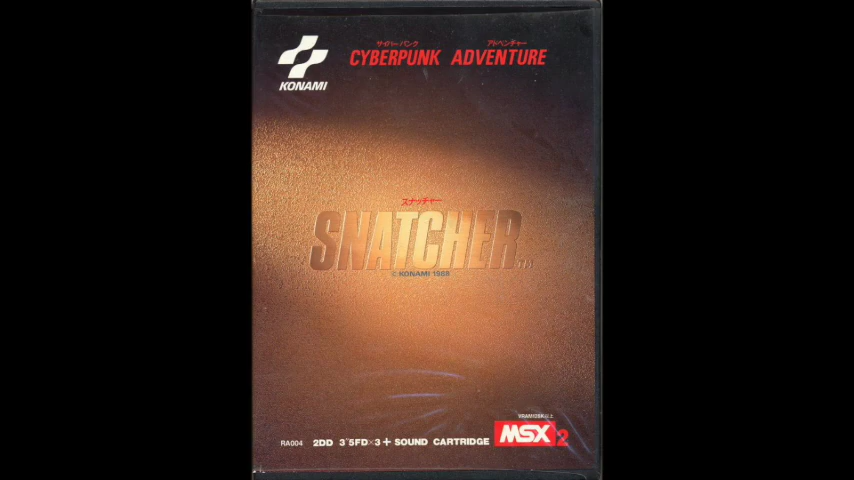 サイバーパンク アドベンチャー
CYBERPUNK ADVENTURE
KONAMI
スナッチャー
SNATCHER TM
© KONAMI 1988
VRAM128K以上
RA004 2DD 3"5FD×3+SOUND CARTRIDGE MSX2